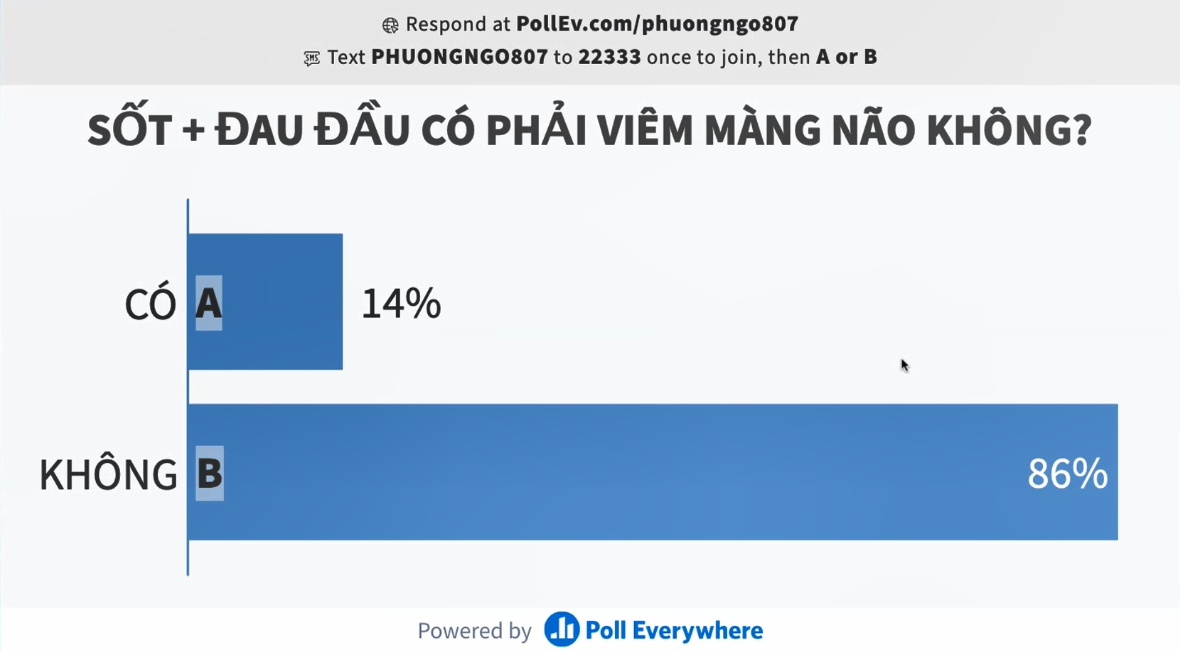 Respond at PollEv.com/phuongngo807
Text PHUONGNGO807 to 22333 once to join, then A or B
SỐT + ĐAU ĐẦU CÓ PHẢI VIÊM MÀNG NÃO KHÔNG?
CÓ A 14%
KHÔNG B 86%
Powered by Poll Everywhere